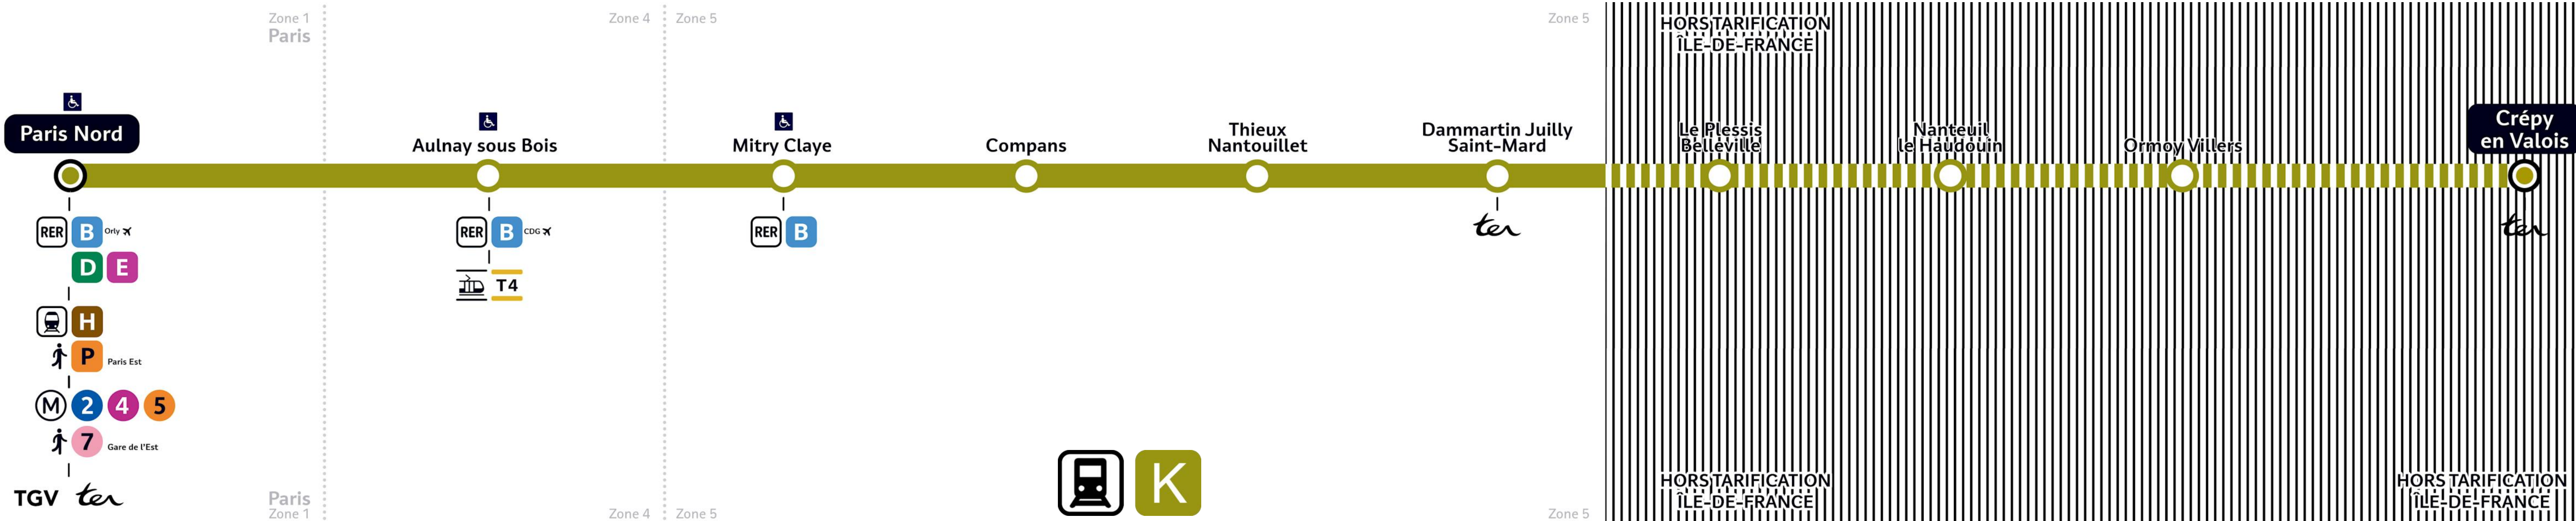 Zone 1
Paris
Zone 4
Zone 5
Zone 5
HORS TARIFICATION
ÎLE-DE-FRANCE
Paris Nord
Aulnay sous Bois
Mitry Claye
Compans
Thieux
Nantouillet
Dammartin Juilly
Saint-Mard
Le Plessis
Belleville
Nanteuil
le Haudouin
Ormoy Villers
Crépy
en Valois
RER B Orly
D E
H
P Paris Est
M 2 4 5
7 Gare de l'Est
TGV ter
RER B CDG
T4
RER B
ter
ter
K
Paris
Zone 1
Zone 4
Zone 5
Zone 5
HORS TARIFICATION
ÎLE-DE-FRANCE
HORS TARIFICATION
ÎLE-DE-FRANCE